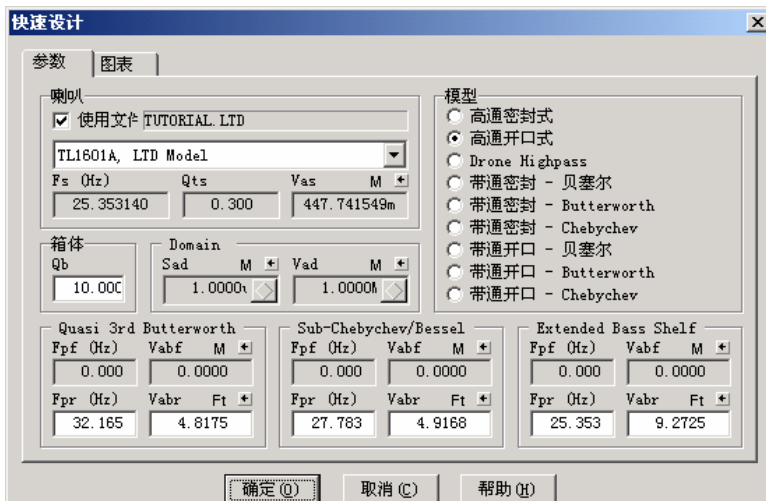 快速设计
参数 图表
喇叭
使用文件 TUTORIAL.LTD
TL1601A, LTD Model
Fs (Hz) Qts Vas M
25.353140 0.300 447.741549m
模型
高通密封式
高通开口式
Drone Highpass
带通密封 - 贝塞尔
带通密封 - Butterworth
带通密封 - Chebychev
带通开口 - 贝塞尔
带通开口 - Butterworth
带通开口 - Chebychev
箱体
Qb
10.000
Domain
Sad M Vad M
1.0000 1.0000
Quasi 3rd Butterworth
Fpf (Hz) Vabf M
0.000 0.0000
Fpr (Hz) Vabr Ft
32.165 4.8175
Sub-Chebychev/Bessel
Fpf (Hz) Vabf M
0.000 0.0000
Fpr (Hz) Vabr Ft
27.783 4.9168
Extended Bass Shelf
Fpf (Hz) Vabf M
0.000 0.0000
Fpr (Hz) Vabr Ft
25.353 9.2725
确定(O) 取消(C) 帮助(H)